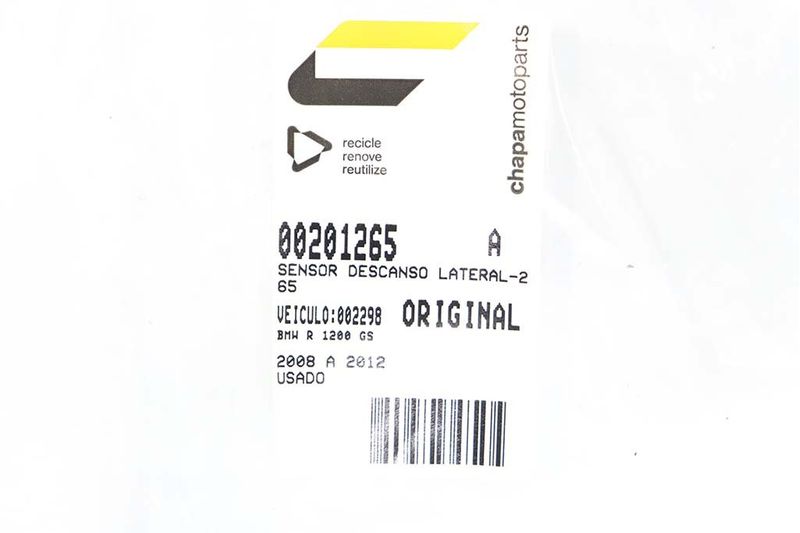 chapamotoparts
recicle
renove
reutilize
00201265 A
SENSOR DESCANSO LATERAL-2
65
VEICULO:002298 ORIGINAL
BMW R 1200 GS
2008 A 2012
USADO